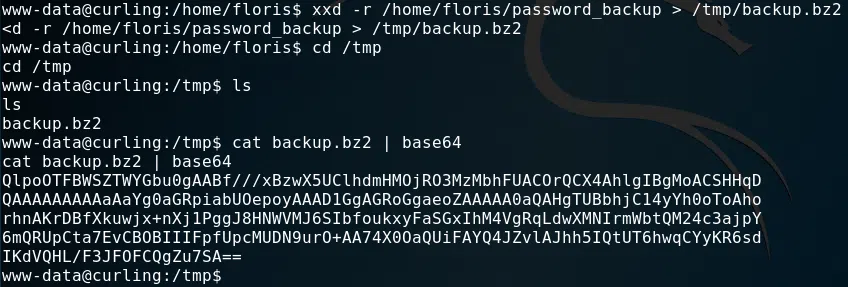 www-data@curling:/home/floris$ xxd -r /home/floris/password_backup > /tmp/backup.bz2
<d -r /home/floris/password_backup > /tmp/backup.bz2
www-data@curling:/home/floris$ cd /tmp
cd /tmp
www-data@curling:/tmp$ ls
ls
backup.bz2
www-data@curling:/tmp$ cat backup.bz2 | base64
cat backup.bz2 | base64
QlpoOTFBWSZTWYGbu0gAABf///xBzwX5UClhdmHMOjRO3MzMbhFUACOrQCX4AhlgIBgMoACSHHqD
QAAAAAAAAAaAaYg0aGRpiabUOepoyAAAD1GgAGRoGgaeoZAAAAA0aQAHgTUBbhjC14yYh0oToAho
rhnAKrDBfXkuwjx+nXj1PggJ8HNWVMJ6SIbfoukxyFaSGxIhM4VgRqLdwXMNIrmWbtQM24c3ajpY
6mQRUpCta7EvCBOBIIIFpfUpcMUDN9urO+AA74X0OaQUiFAYQ4JZvlAJhh5IQtUT6hwqCYyKR6sd
IKdVQHL/F3JFOFCQgZu7SA==
www-data@curling:/tmp$